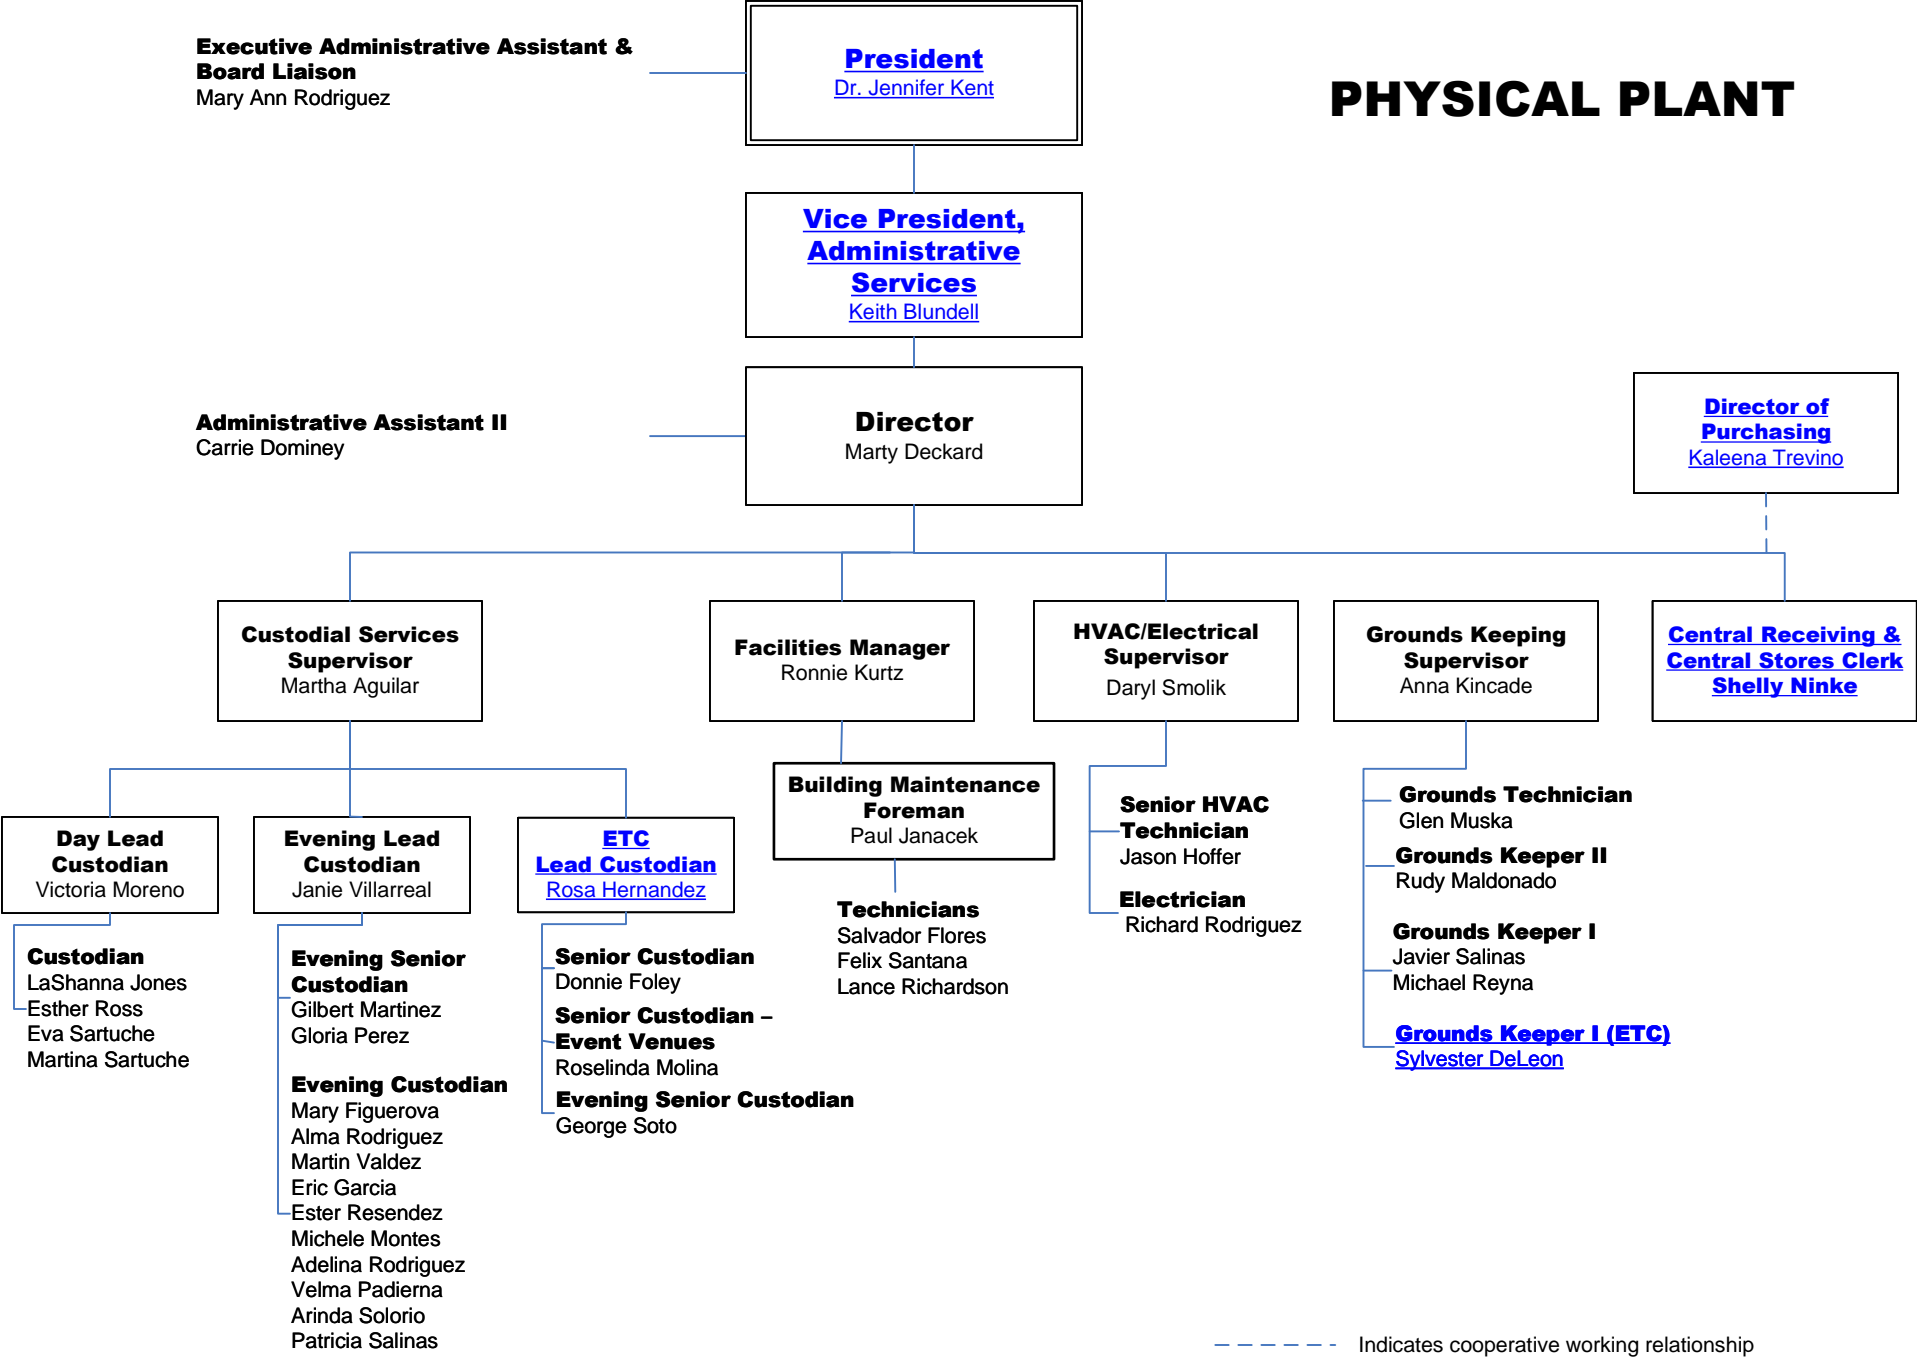 Executive Administrative Assistant &
Board Liaison
Mary Ann Rodriguez
President
Dr. Jennifer Kent
PHYSICAL PLANT
Vice President,
Administrative
Services
Keith Blundell
Administrative Assistant II
Carrie Dominey
Director
Marty Deckard
Director of
Purchasing
Kaleena Trevino
Custodial Services
Supervisor
Martha Aguilar
Facilities Manager
Ronnie Kurtz
HVAC/Electrical
Supervisor
Daryl Smolik
Grounds Keeping
Supervisor
Anna Kincade
Central Receiving &
Central Stores Clerk
Shelly Ninke
Day Lead
Custodian
Victoria Moreno
Evening Lead
Custodian
Janie Villarreal
ETC
Lead Custodian
Rosa Hernandez
Building Maintenance
Foreman
Paul Janacek
Senior HVAC
Technician
Jason Hoffer
Electrician
Richard Rodriguez
Grounds Technician
Glen Muska
Grounds Keeper II
Rudy Maldonado
Grounds Keeper I
Javier Salinas
Michael Reyna
Grounds Keeper I (ETC)
Sylvester DeLeon
Custodian
LaShanna Jones
Esther Ross
Eva Sartuche
Martina Sartuche
Evening Senior
Custodian
Gilbert Martinez
Gloria Perez
Evening Custodian
Mary Figuerova
Alma Rodriguez
Martin Valdez
Eric Garcia
Ester Resendez
Michele Montes
Adelina Rodriguez
Velma Padierna
Arinda Solorio
Patricia Salinas
Senior Custodian
Donnie Foley
Senior Custodian –
Event Venues
Roselinda Molina
Evening Senior Custodian
George Soto
Technicians
Salvador Flores
Felix Santana
Lance Richardson
Indicates cooperative working relationship